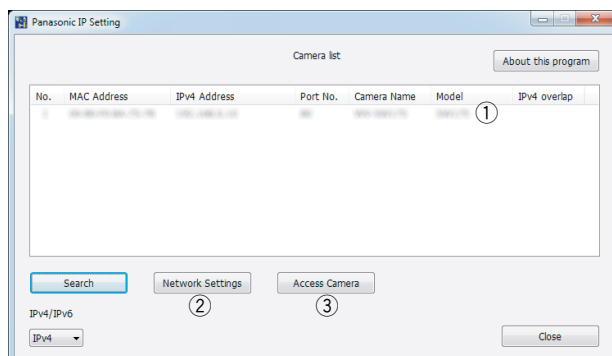 Panasonic IP Setting
Camera list
About this program
No. MAC Address IPv4 Address Port No. Camera Name Model IPv4 overlap
①
Search Network Settings Access Camera
② ③
IPv4/IPv6
IPv4 Close